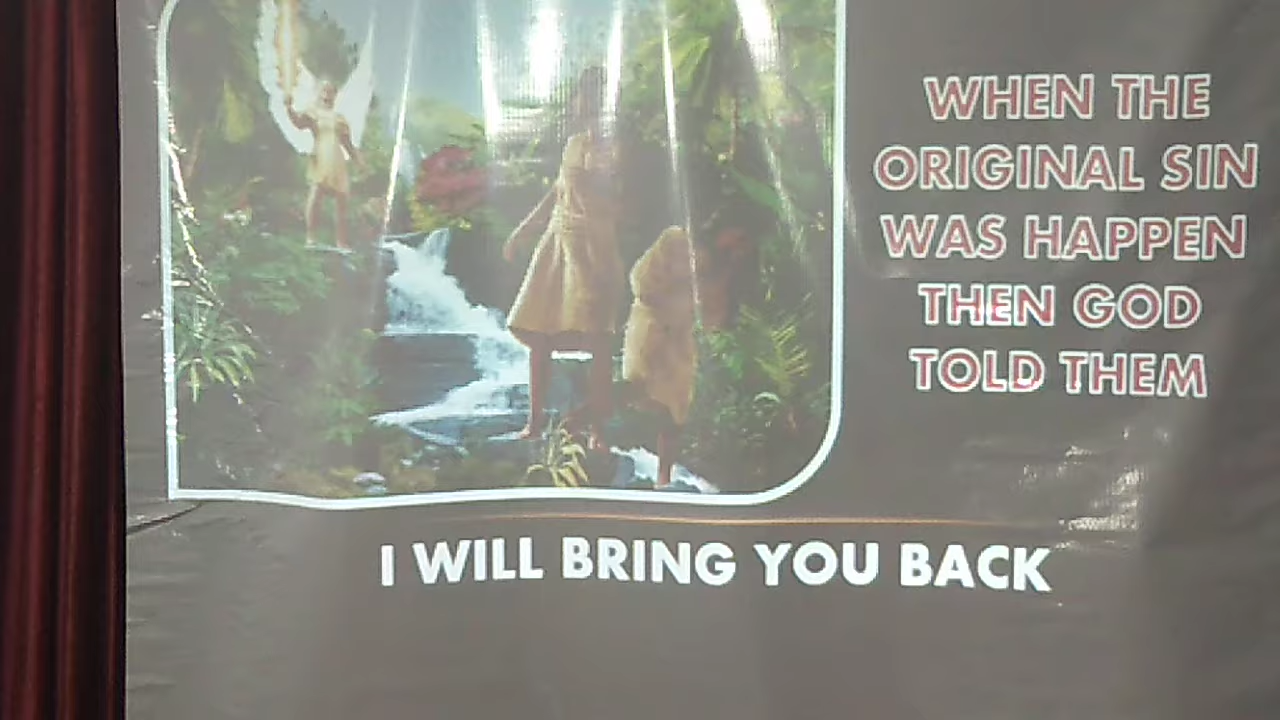 WHEN THE
ORIGINAL SIN
WAS HAPPEN
THEN GOD
TOLD THEM
I WILL BRING YOU BACK